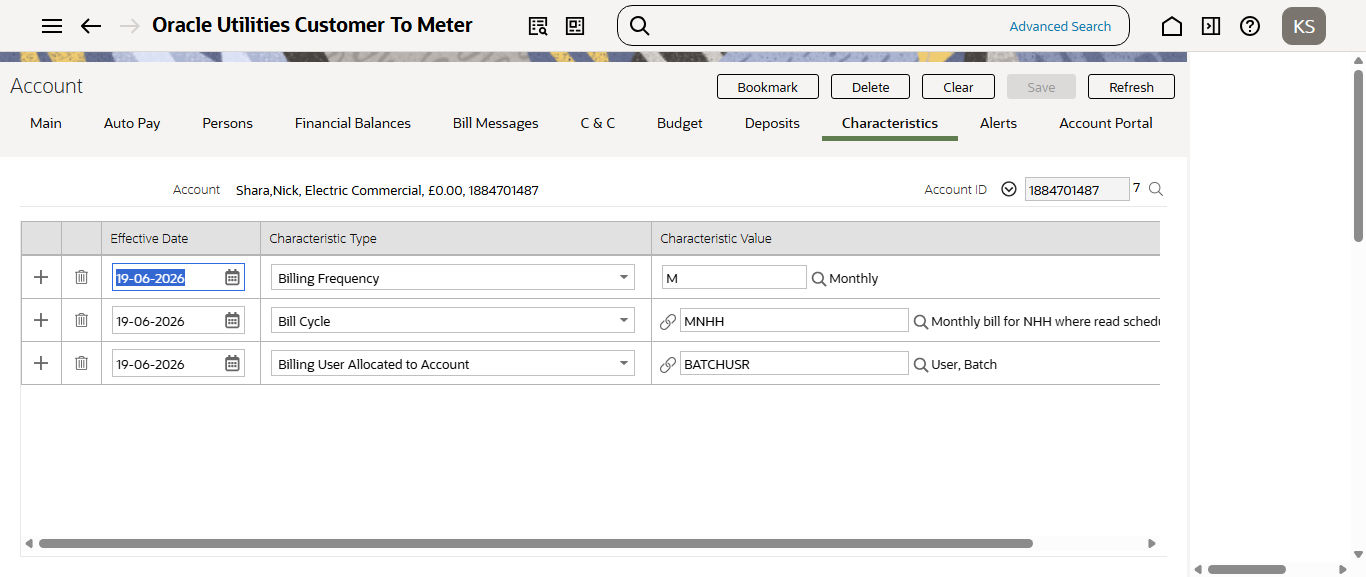 Oracle Utilities Customer To Meter
Advanced Search
KS
Account
Bookmark Delete Clear Save Refresh
Main Auto Pay Persons Financial Balances Bill Messages C & C Budget Deposits Characteristics Alerts Account Portal
Account Shara,Nick, Electric Commercial, £0.00, 1884701487 Account ID 1884701487 7
Effective Date Characteristic Type Characteristic Value
19-06-2026 Billing Frequency M Monthly
19-06-2026 Bill Cycle MNHH Monthly bill for NHH where read schedu
19-06-2026 Billing User Allocated to Account BATCHUSR User, Batch